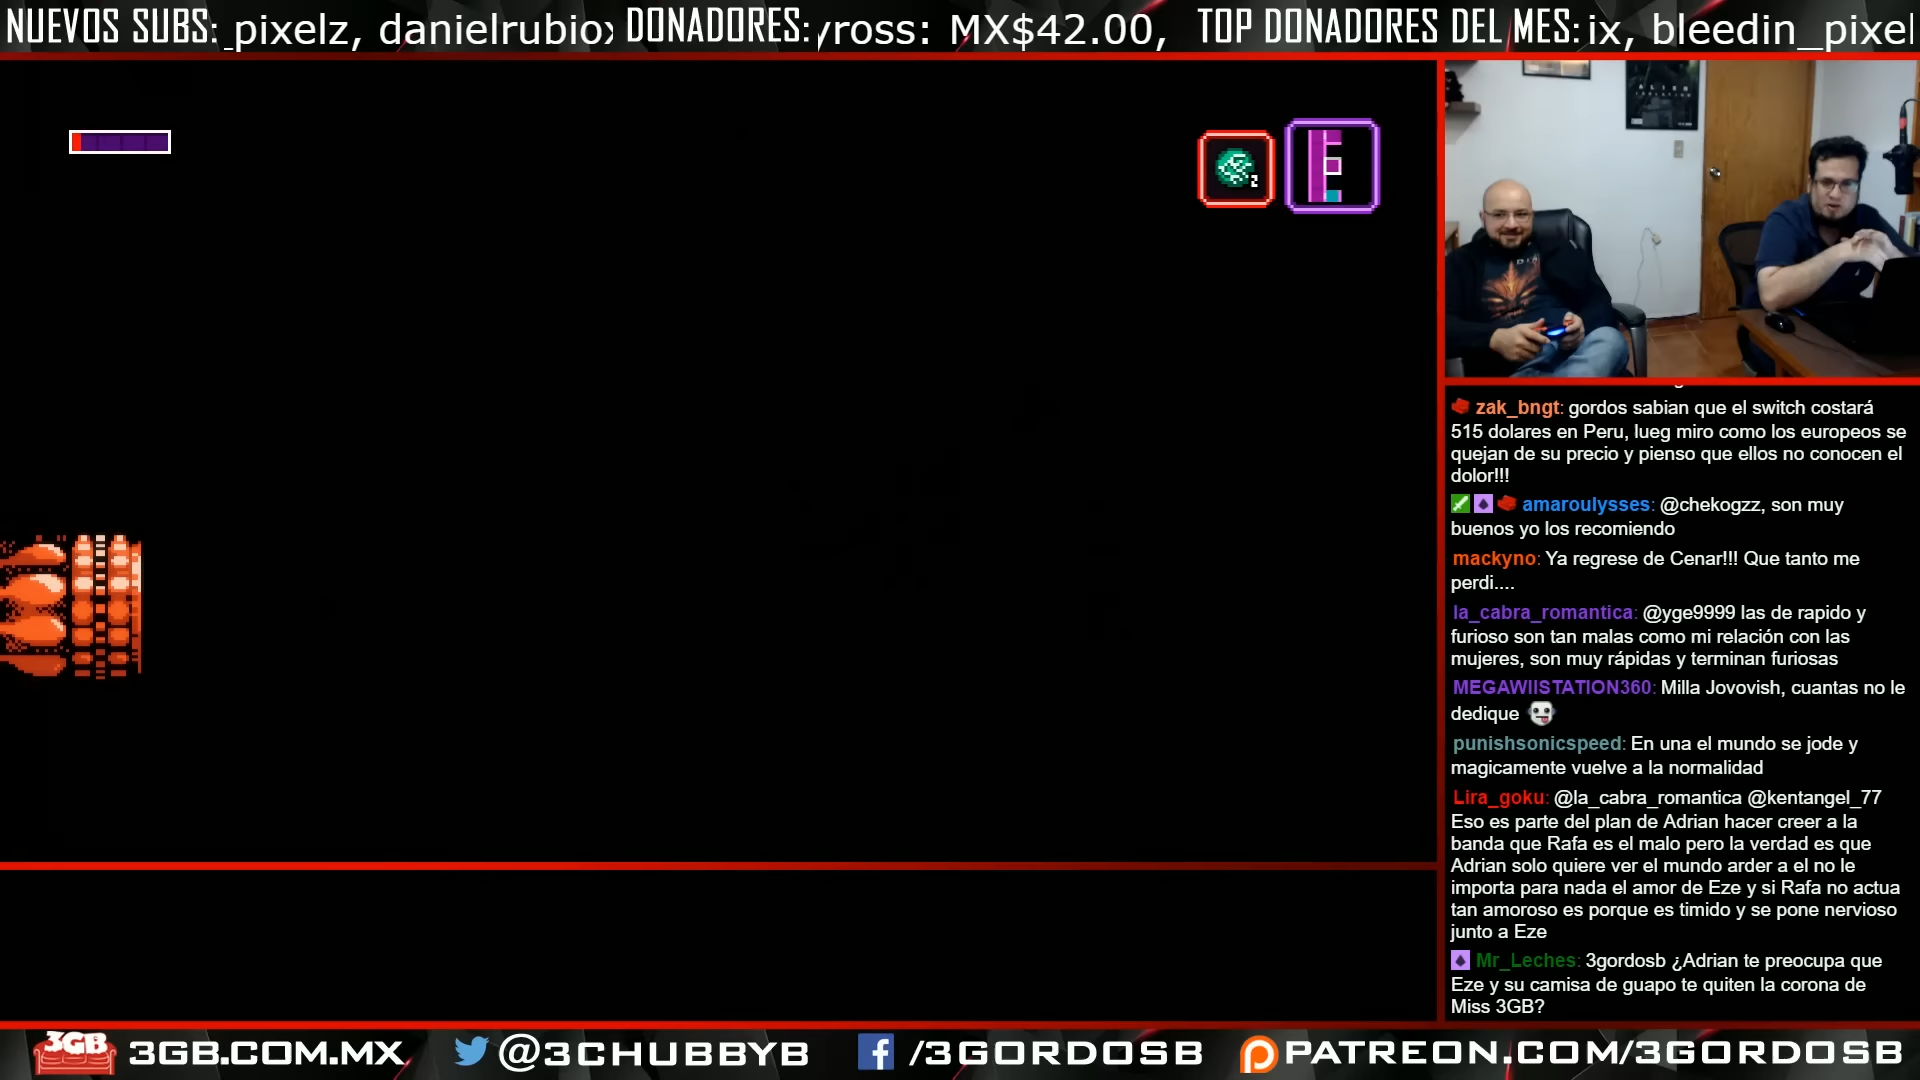 NUEVOS SUBS: _pixelz, danielrubiox DONADORES: yross: MX$42.00, TOP DONADORES DEL MES: ix, bleedin_pixel
ALIEN
2
zak_bngt: gordos sabian que el switch costará
515 dolares en Peru, lueg miro como los europeos se
quejan de su precio y pienso que ellos no conocen el
dolor!!!
amaroulysses: @chekogzz, son muy
buenos yo los recomiendo
mackyno: Ya regrese de Cenar!!! Que tanto me
perdi....
la_cabra_romantica: @yge9999 las de rapido y
furioso son tan malas como mi relación con las
mujeres, son muy rápidas y terminan furiosas
MEGAWIISTATION360: Milla Jovovish, cuantas no le
dedique
punishsonicspeed: En una el mundo se jode y
magicamente vuelve a la normalidad
Lira_goku: @la_cabra_romantica @kentangel_77
Eso es parte del plan de Adrian hacer creer a la
banda que Rafa es el malo pero la verdad es que
Adrian solo quiere ver el mundo arder a el no le
importa para nada el amor de Eze y si Rafa no actua
tan amoroso es porque es timido y se pone nervioso
junto a Eze
Mr_Leches: 3gordosb ¿Adrian te preocupa que
Eze y su camisa de guapo te quiten la corona de
Miss 3GB?
3GB 3GB.COM.MX @3CHUBBYB /3GORDOSB PATREON.COM/3GORDOSB